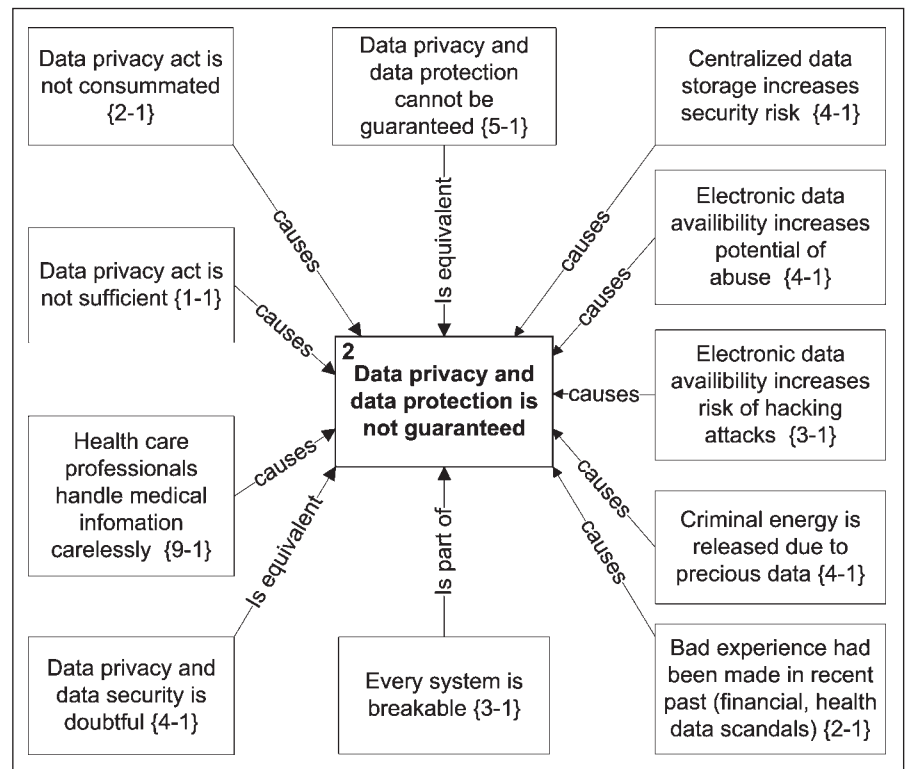 Data privacy act is
not consummated
{2-1}
Data privacy and
data protection
cannot be
guaranteed {5-1}
Centralized data
storage increases
security risk {4-1}
causes
Is equivalent
causes
Electronic data
availibility increases
potential of
abuse {4-1}
Data privacy act is
not sufficient {1-1}
causes
causes
2
Data privacy and
data protection is
not guaranteed
causes
Electronic data
availibility increases
risk of hacking
attacks {3-1}
Health care
professionals
handle medical
infomation
carelessly {9-1}
causes
causes
Criminal energy is
released due to
precious data {4-1}
Is equivalent
Is part of
causes
Data privacy and
data security is
doubtful {4-1}
Every system is
breakable {3-1}
Bad experience had
been made in recent
past (financial, health
data scandals) {2-1}